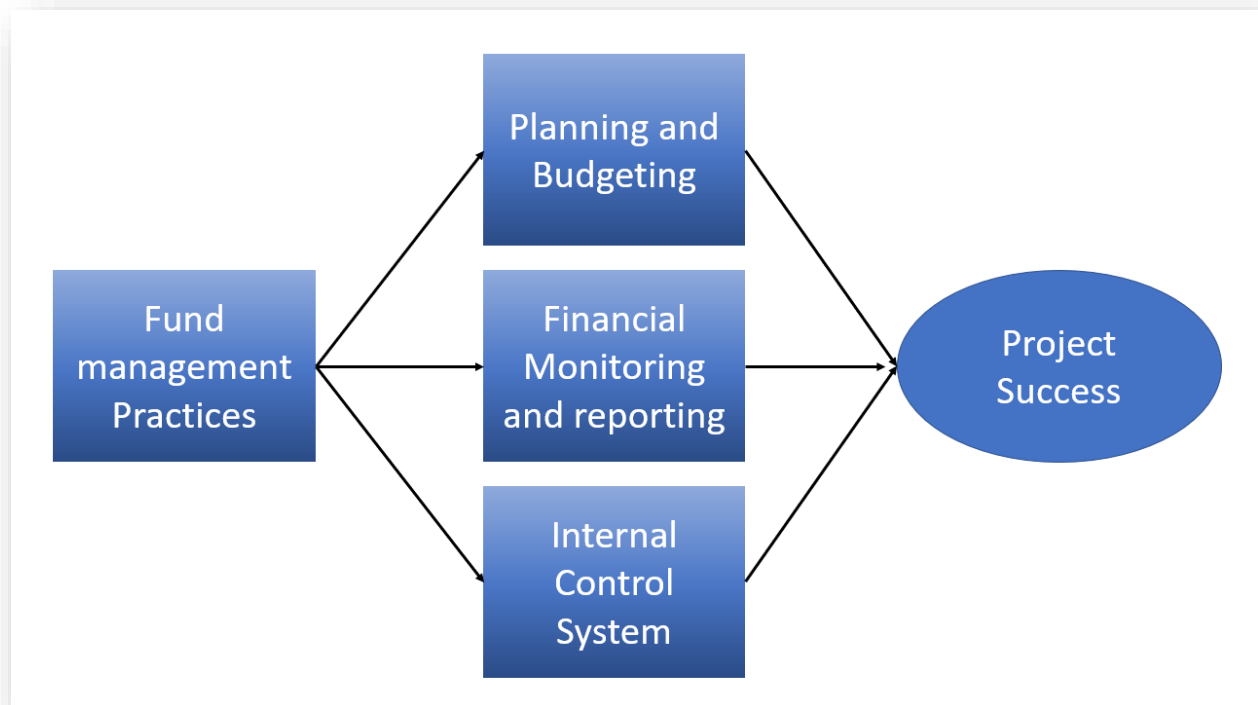 Planning and
Budgeting
Fund
management
Practices
Financial
Monitoring
and reporting
Project
Success
Internal
Control
System